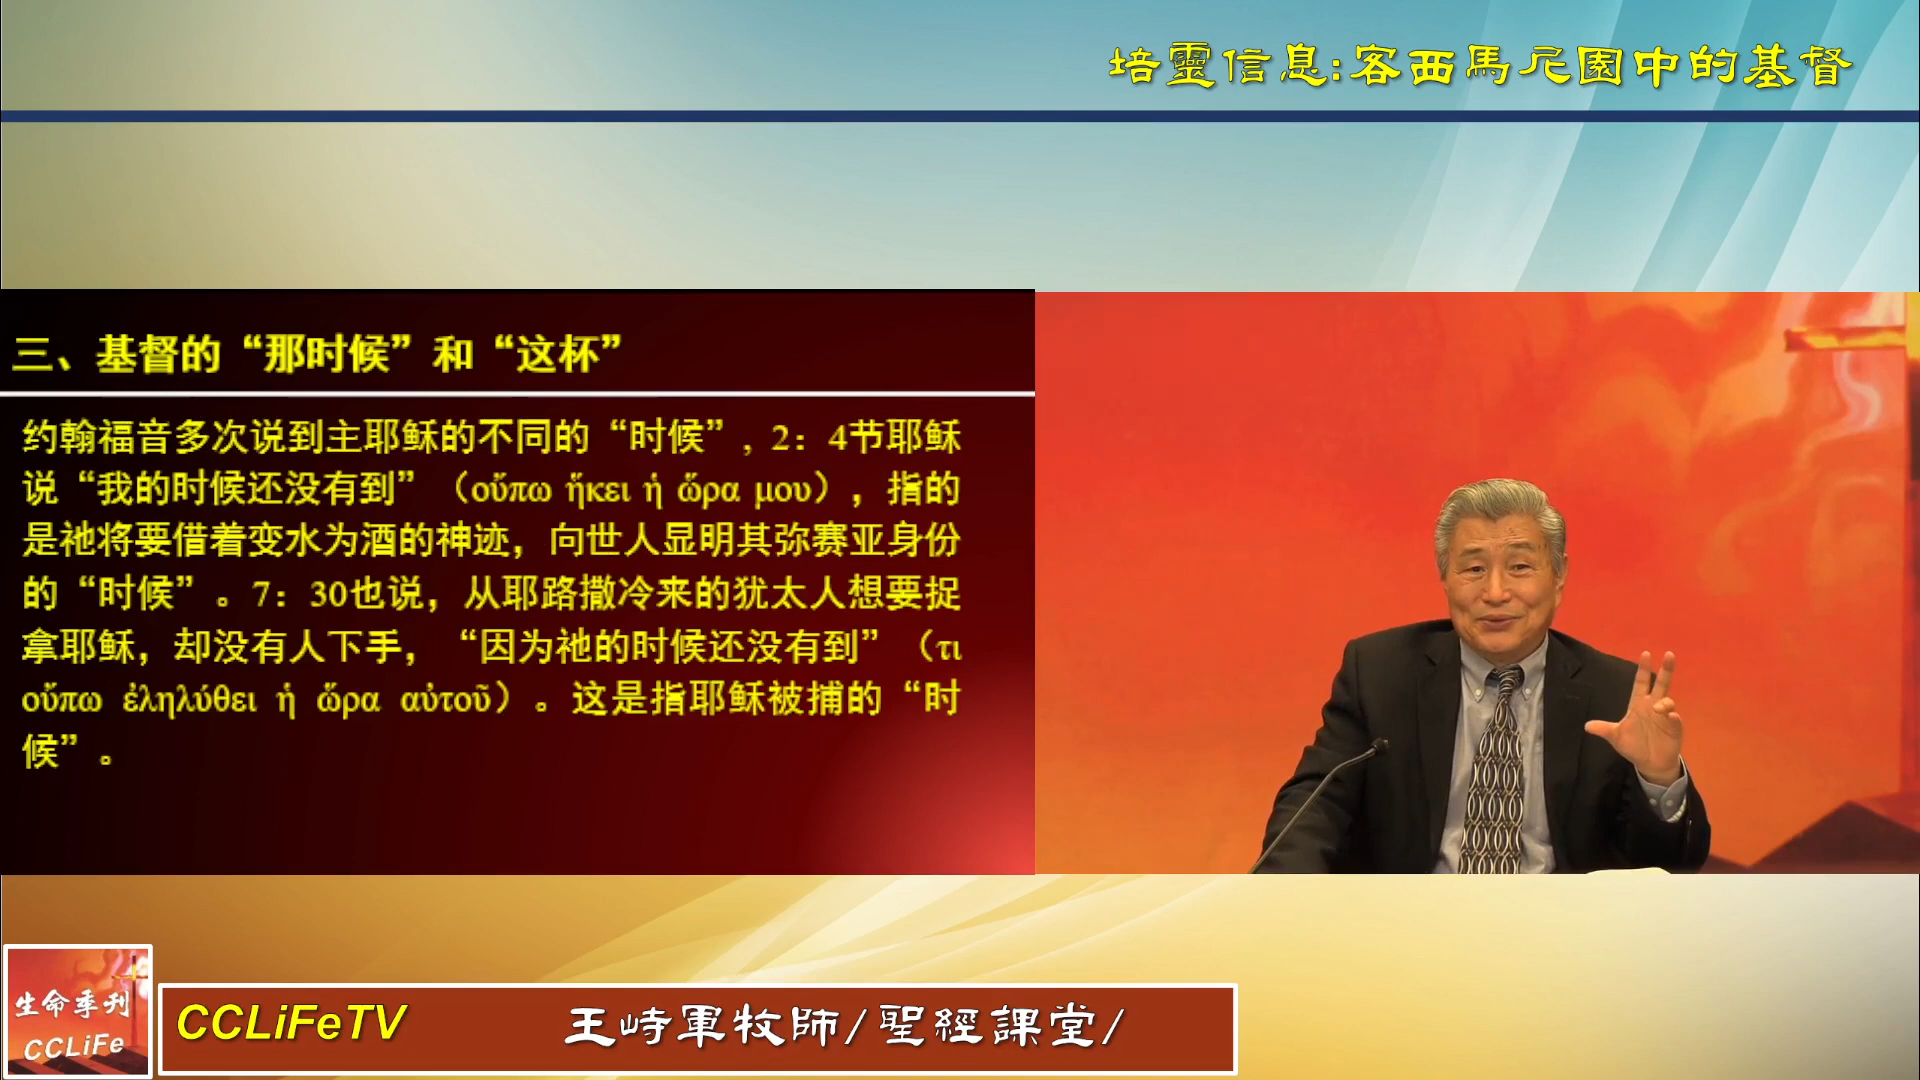 培靈信息:客西馬尼園中的基督
三、基督的“那时候”和“这杯”
约翰福音多次说到主耶稣的不同的“时候”，2：4节耶稣
说“我的时候还没有到”（οὔπω ἥκει ἡ ὥρα μου），指的
是祂将要借着变水为酒的神迹，向世人显明其弥赛亚身份
的“时候”。7：30也说，从耶路撒冷来的犹太人想要捉
拿耶稣，却没有人下手，“因为祂的时候还没有到”（τι
οὔπω ἐληλύθει ἡ ὥρα αὐτοῦ）。这是指耶稣被捕的“时
候”。
生命季刊
CCLiFe
CCLiFeTV 王峙軍牧師/聖經課堂/